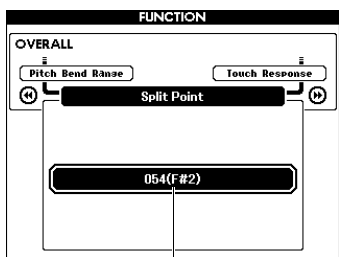 FUNCTION
OVERALL
Pitch Bend Range
Touch Response
Split Point
054(F#2)